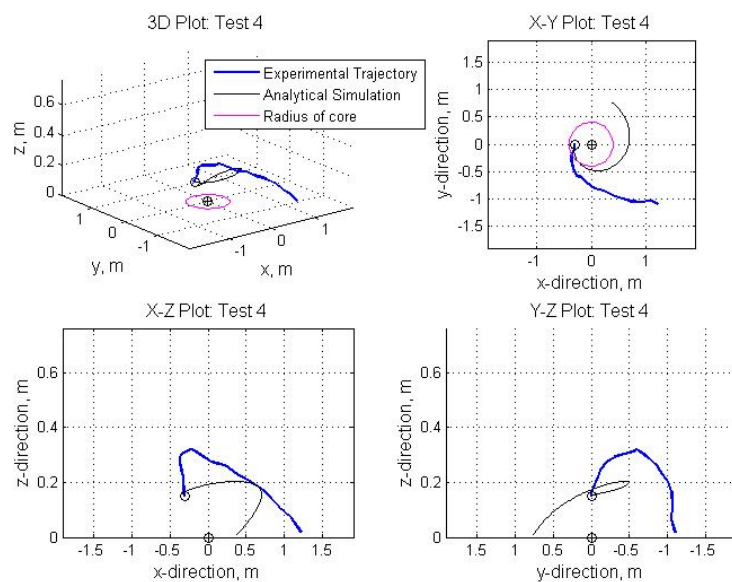 3D Plot: Test 4
X-Y Plot: Test 4
Experimental Trajectory
Analytical Simulation
Radius of core
z, m
0.6
0.4
0.2
0
1
0
-1
y, m
-1
0
1
x, m
y-direction, m
1.5
1
0.5
0
-0.5
-1
-1.5
-1
0
1
x-direction, m
X-Z Plot: Test 4
z-direction, m
0.6
0.4
0.2
0
-1.5 -1 -0.5 0 0.5 1 1.5
x-direction, m
Y-Z Plot: Test 4
z-direction, m
0.6
0.4
0.2
0
1.5 1 0.5 0 -0.5 -1 -1.5
y-direction, m